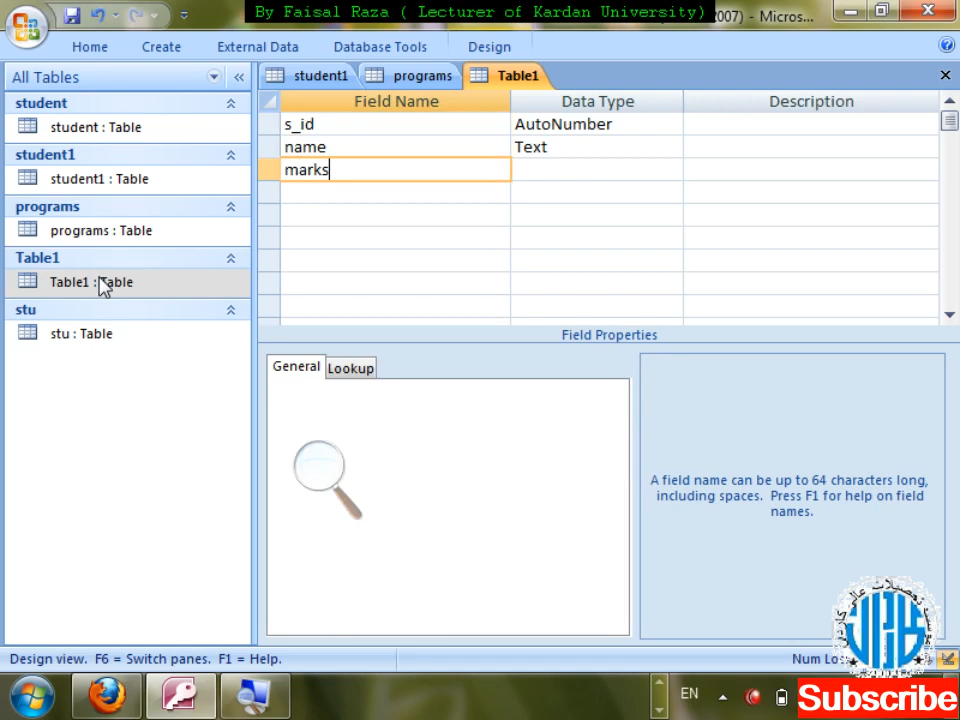 By Faisal Raza ( Lecturer of Kardan University)
2007) - Micros...
Home
Create
External Data
Database Tools
Design
All Tables
student
student : Table
student1
student1 : Table
programs
programs : Table
Table1
Table1 : Table
stu
stu : Table
student1
programs
Table1
Field Name
Data Type
Description
s_id
AutoNumber
name
Text
marks
Field Properties
General
Lookup
A field name can be up to 64 characters long,
including spaces. Press F1 for help on field
names.
Design view. F6 = Switch panes. F1 = Help.
Num Lo
EN
Subscribe